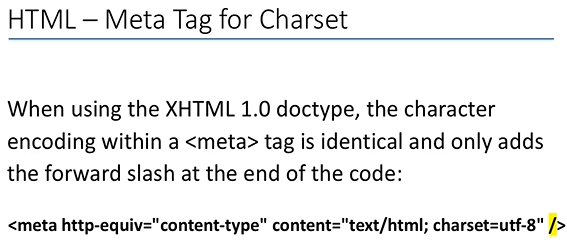 HTML – Meta Tag for Charset
When using the XHTML 1.0 doctype, the character
encoding within a <meta> tag is identical and only adds
the forward slash at the end of the code:
<meta http-equiv="content-type" content="text/html; charset=utf-8" />